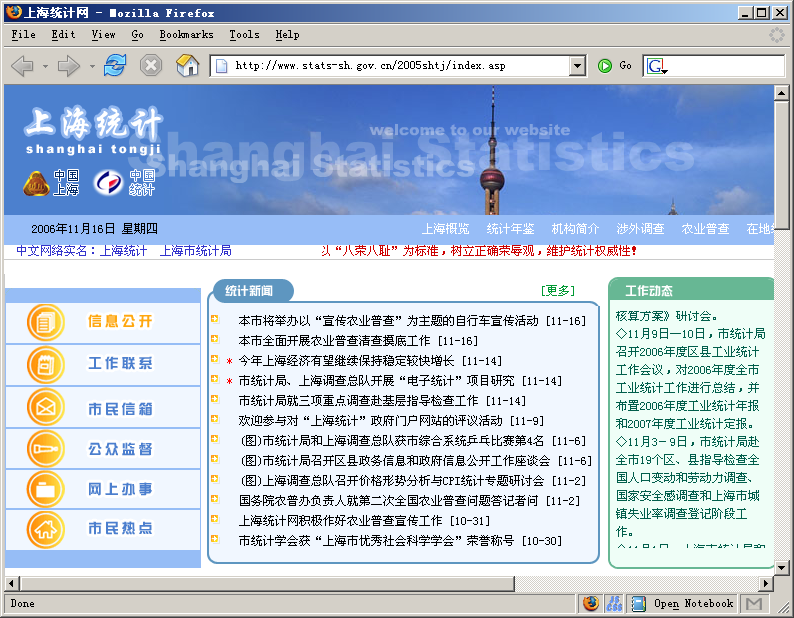 上海统计网 - Mozilla Firefox
File Edit View Go Bookmarks Tools Help
http://www.stats-sh.gov.cn/2005shtj/index.asp Go
上海统计
shanghai tongji
welcome to our website
Shanghai Statistics
Shanghai Statistics
中国上海 中国统计
2006年11月16日 星期四
上海概览 统计年鉴 机构简介 涉外调查 农业普查 在地统
中文网络实名：上海统计 上海市统计局
以“八荣八耻”为标准，树立正确荣辱观，维护统计权威性！
信息公开
工作联系
市民信箱
公众监督
网上办事
市民热点
统计新闻
[更多]
本市将举办以“宣传农业普查”为主题的自行车宣传活动 [11-16]
本市全面开展农业普查清查摸底工作 [11-16]
* 今年上海经济有望继续保持稳定较快增长 [11-14]
* 市统计局、上海调查总队开展“电子统计”项目研究 [11-14]
市统计局就三项重点调查赴基层指导检查工作 [11-14]
欢迎参与对“上海统计”政府门户网站的评议活动 [11-9]
(图)市统计局和上海调查总队获市综合系统乒乓比赛第4名 [11-6]
(图)市统计局召开区县政务信息和政府信息公开工作座谈会 [11-6]
(图)上海调查总队召开价格形势分析与CPI统计专题研讨会 [11-2]
国务院农普办负责人就第二次全国农业普查问题答记者问 [11-2]
上海统计网积极作好农业普查宣传工作 [10-31]
市统计学会获“上海市优秀社会科学学会”荣誉称号 [10-30]
工作动态
核算方案》研讨会。
◇11月9日—10日，市统计局
召开2006年度区县工业统计
工作会议，对2006年度全市
工业统计工作进行总结，并
布置2006年度工业统计年报
和2007年度工业统计定报。
◇11月3－9日，市统计局赴
全市19个区、县指导检查全
国人口变动和劳动力调查、
国家安全感调查和上海市城
镇失业率调查登记阶段工
作。
Done
JS CSS
Open Notebook